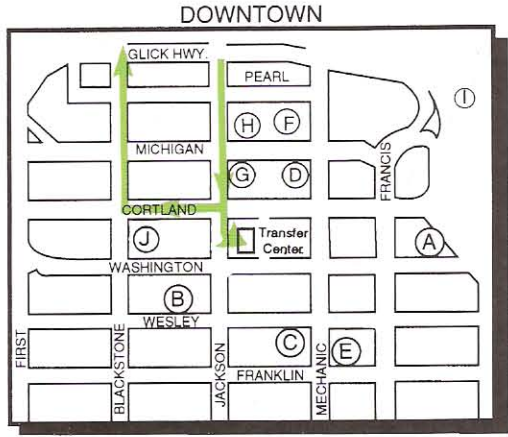 DOWNTOWN
GLICK HWY.
PEARL
I
H
F
MICHIGAN
G
D
FRANCIS
CORTLAND
J
Transfer
Center
A
WASHINGTON
B
WESLEY
C
E
FIRST
BLACKSTONE
JACKSON
FRANKLIN
MECHANIC